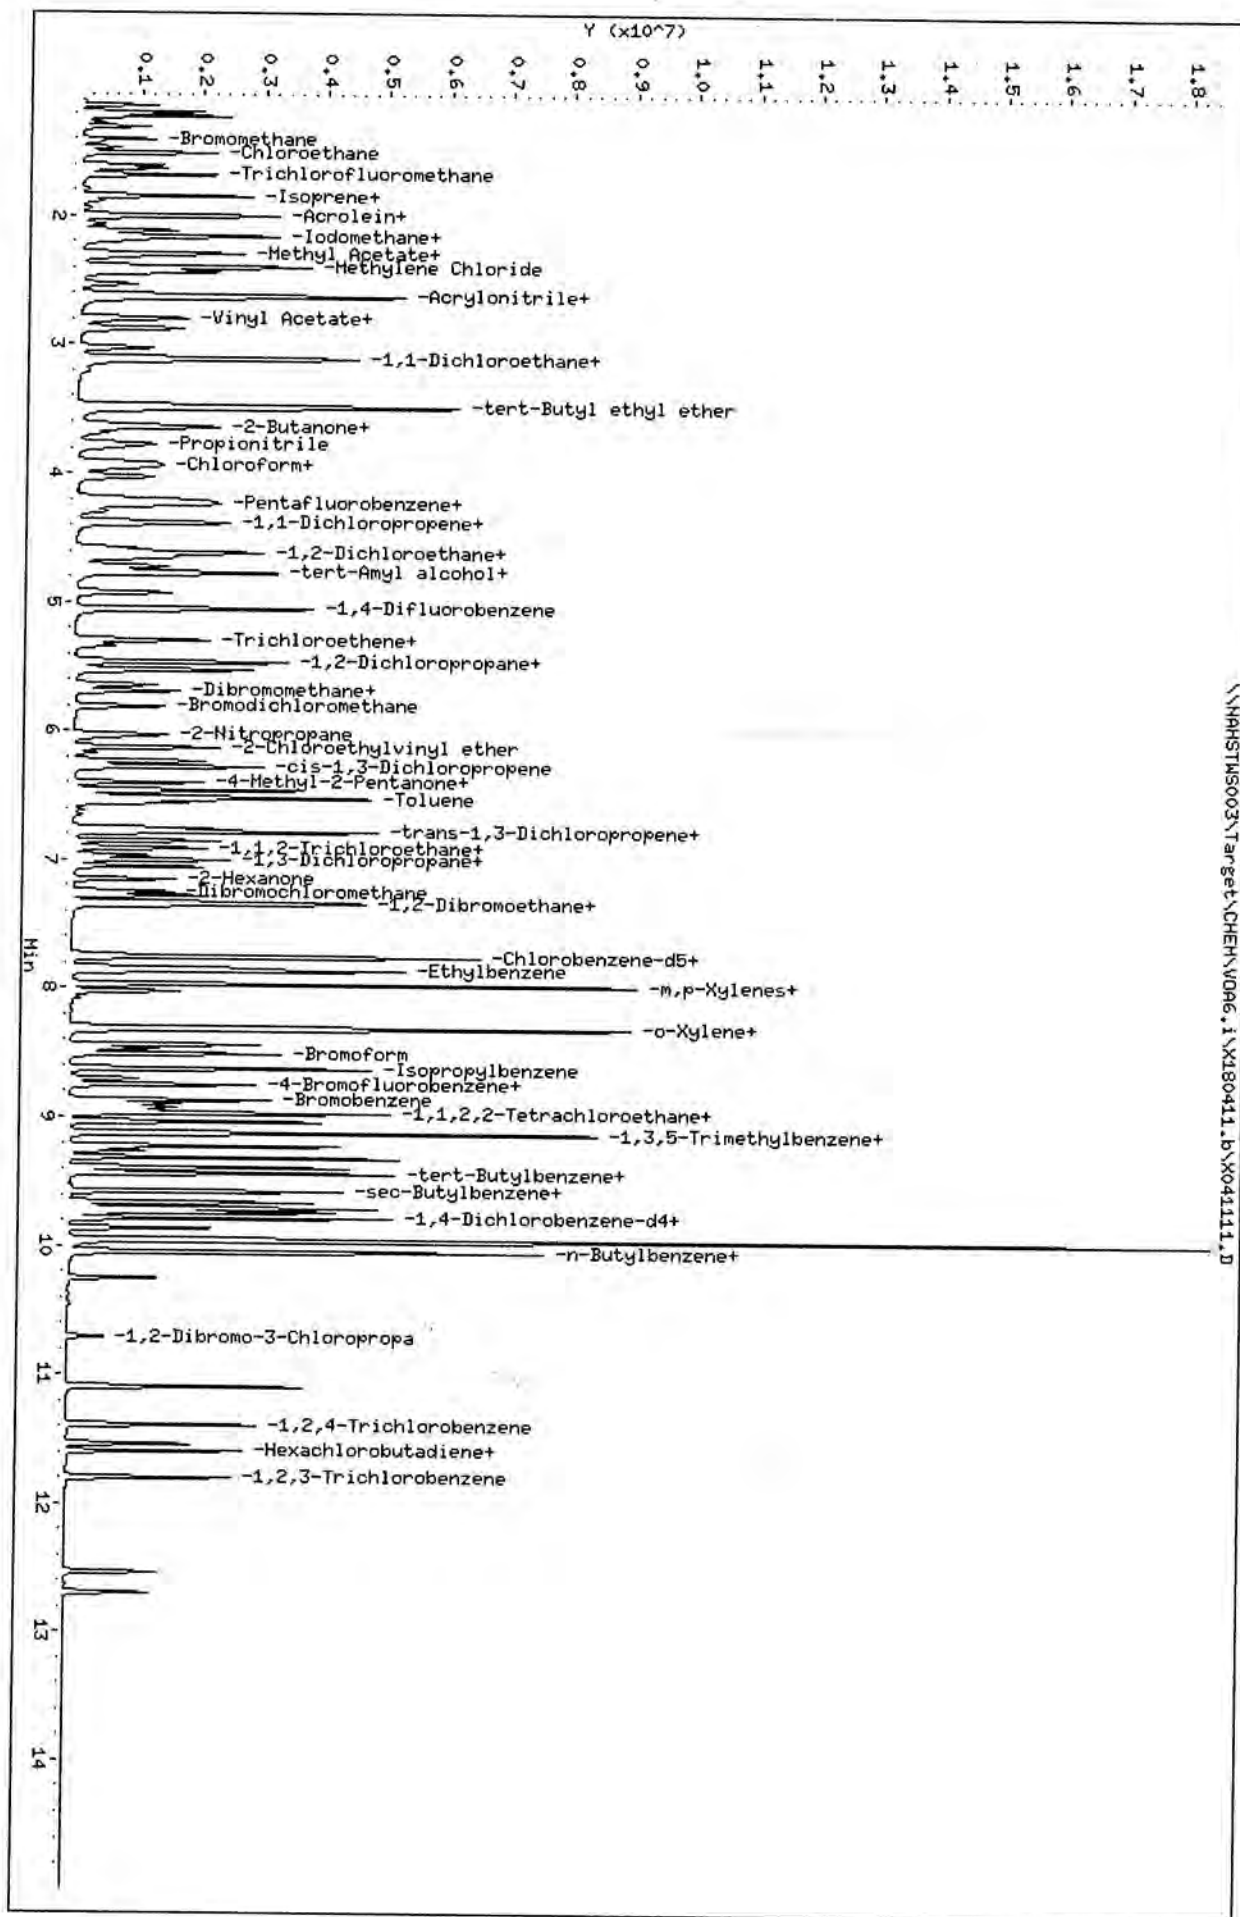 Y (x10^7)
0.1
0.2
0.3
0.4
0.5
0.6
0.7
0.8
0.9
1.0
1.1
1.2
1.3
1.4
1.5
1.6
1.7
1.8
-Bromomethane
-Chloroethane
-Trichlorofluoromethane
-Isoprene+
2
-Acrolein+
-Iodomethane+
-Methyl Acetate+
-Methylene Chloride
-Acrylonitrile+
-Vinyl Acetate+
3
-1,1-Dichloroethane+
-tert-Butyl ethyl ether
-2-Butanone+
-Propionitrile
-Chloroform+
4
-Pentafluorobenzene+
-1,1-Dichloropropene+
-1,2-Dichloroethane+
-tert-Amyl alcohol+
5
-1,4-Difluorobenzene
-Trichloroethene+
-1,2-Dichloropropane+
-Dibromomethane+
-Bromodichloromethane
6
-2-Nitropropane
-2-Chloroethylvinyl ether
-cis-1,3-Dichloropropene
-4-Methyl-2-Pentanone+
-Toluene
-trans-1,3-Dichloropropene+
-1,1,2-Trichloroethane+
7
-1,3-Dichloropropane+
-2-Hexanone
-Dibromochloromethane
-1,2-Dibromoethane+
Min
-Chlorobenzene-d5+
-Ethylbenzene
8
-m,p-Xylenes+
-o-Xylene+
-Bromoform
-Isopropylbenzene
-4-Bromofluorobenzene+
-Bromobenzene
9
-1,1,2,2-Tetrachloroethane+
-1,3,5-Trimethylbenzene+
-tert-Butylbenzene+
-sec-Butylbenzene+
-1,4-Dichlorobenzene-d4+
10
-n-Butylbenzene+
-1,2-Dibromo-3-Chloropropa
11
-1,2,4-Trichlorobenzene
-Hexachlorobutadiene+
-1,2,3-Trichlorobenzene
12
13
14
\\NAHSTWS003\Target\CHEM\VOA6.i\X180411.b\X041111.D